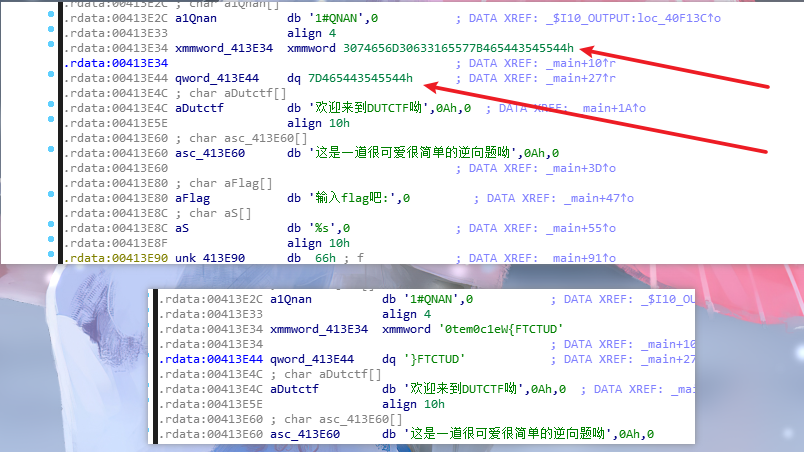 .rdata:00413E2C ; char a1Qnan[]
.rdata:00413E2C a1Qnan db '1#QNAN',0 ; DATA XREF: _$I10_OUTPUT:loc_40F13C↑o
.rdata:00413E33 align 4
.rdata:00413E34 xmmword_413E34 xmmword 3074656D30633165577B465443545544h
.rdata:00413E34 ; DATA XREF: _main+10↑r
.rdata:00413E44 qword_413E44 dq 7D465443545544h ; DATA XREF: _main+27↑r
.rdata:00413E4C ; char aDutctf[]
.rdata:00413E4C aDutctf db '欢迎来到DUTCTF呦',0Ah,0 ; DATA XREF: _main+1A↑o
.rdata:00413E5E align 10h
.rdata:00413E60 ; char asc_413E60[]
.rdata:00413E60 asc_413E60 db '这是一道很可爱很简单的逆向题呦',0Ah,0
.rdata:00413E60 ; DATA XREF: _main+3D↑o
.rdata:00413E80 ; char aFlag[]
.rdata:00413E80 aFlag db '输入flag吧:',0 ; DATA XREF: _main+47↑o
.rdata:00413E8C ; char aS[]
.rdata:00413E8C aS db '%s',0 ; DATA XREF: _main+55↑o
.rdata:00413E8F align 10h
.rdata:00413E90 unk_413E90 db 66h ; f ; DATA XREF: _main+91↑o
.rdata:00413E2C a1Qnan db '1#QNAN',0 ; DATA XREF: _$I10_OU
.rdata:00413E33 align 4
.rdata:00413E34 xmmword_413E34 xmmword '0tem0c1eW{FTCTUD'
.rdata:00413E34 ; DATA XREF: _main+10
.rdata:00413E44 qword_413E44 dq '}FTCTUD' ; DATA XREF: _main+27
.rdata:00413E4C ; char aDutctf[]
.rdata:00413E4C aDutctf db '欢迎来到DUTCTF呦',0Ah,0 ; DATA XREF: _mai
.rdata:00413E5E align 10h
.rdata:00413E60 ; char asc_413E60[]
.rdata:00413E60 asc_413E60 db '这是一道很可爱很简单的逆向题呦',0Ah,0